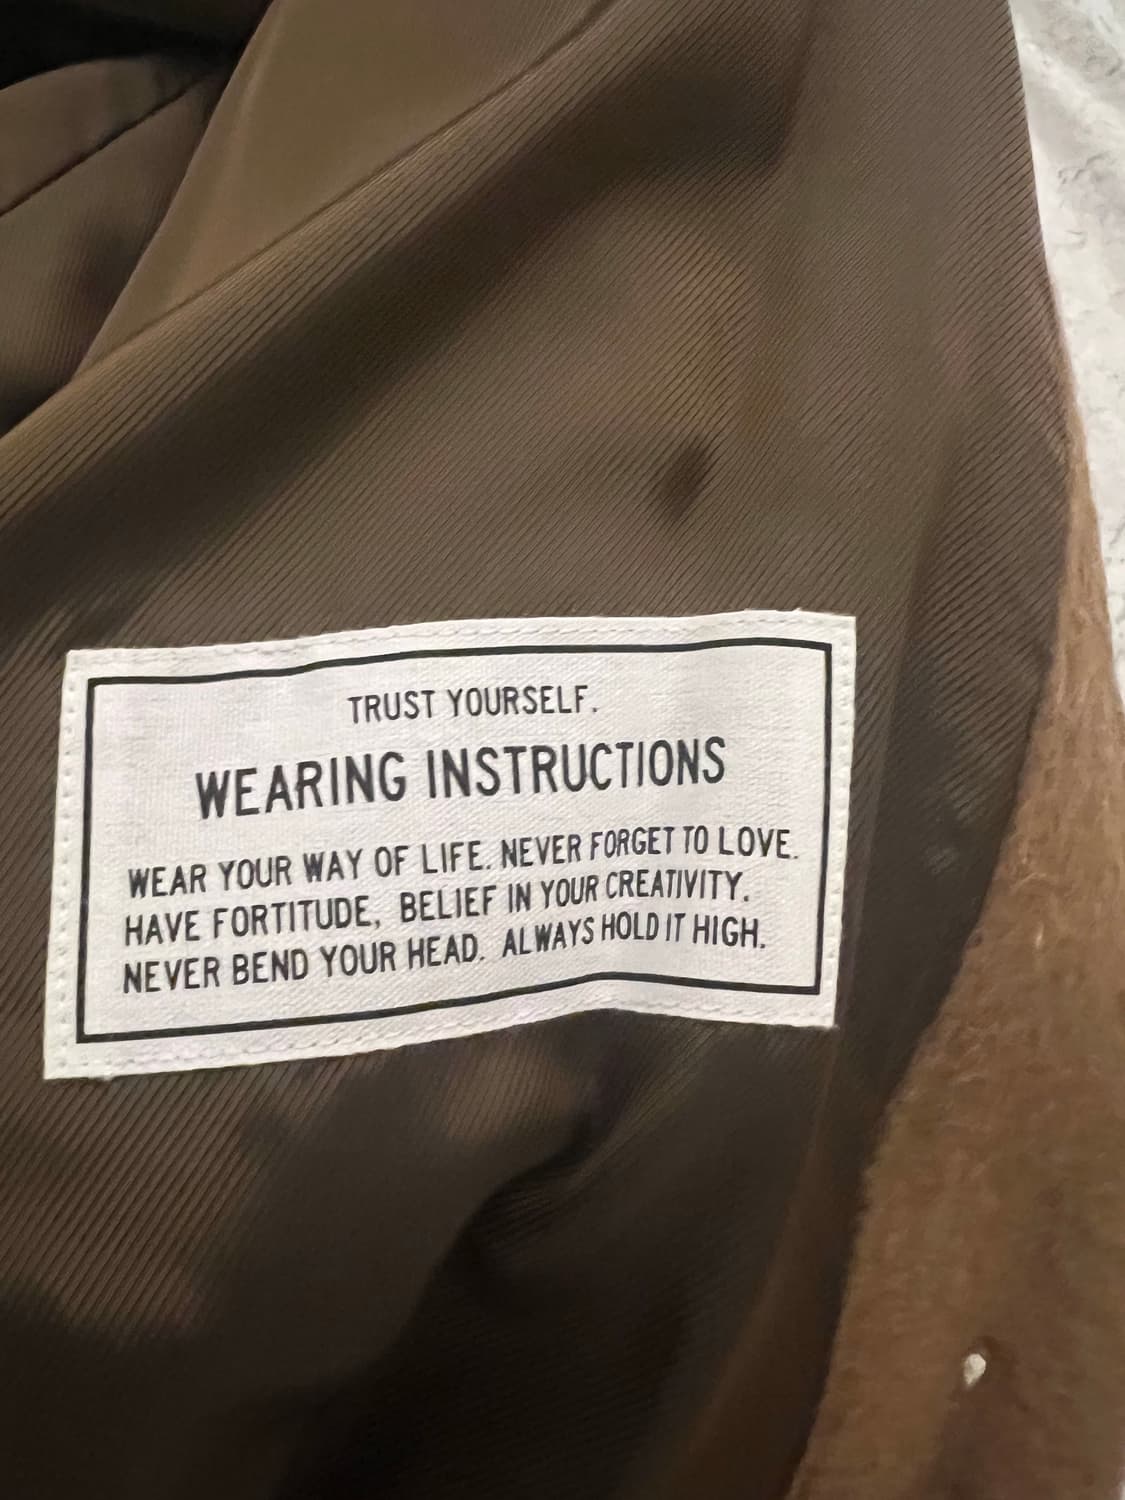 TRUST YOURSELF.
WEARING INSTRUCTIONS
WEAR YOUR WAY OF LIFE. NEVER FORGET TO LOVE.
HAVE FORTITUDE, BELIEF IN YOUR CREATIVITY.
NEVER BEND YOUR HEAD. ALWAYS HOLD IT HIGH.